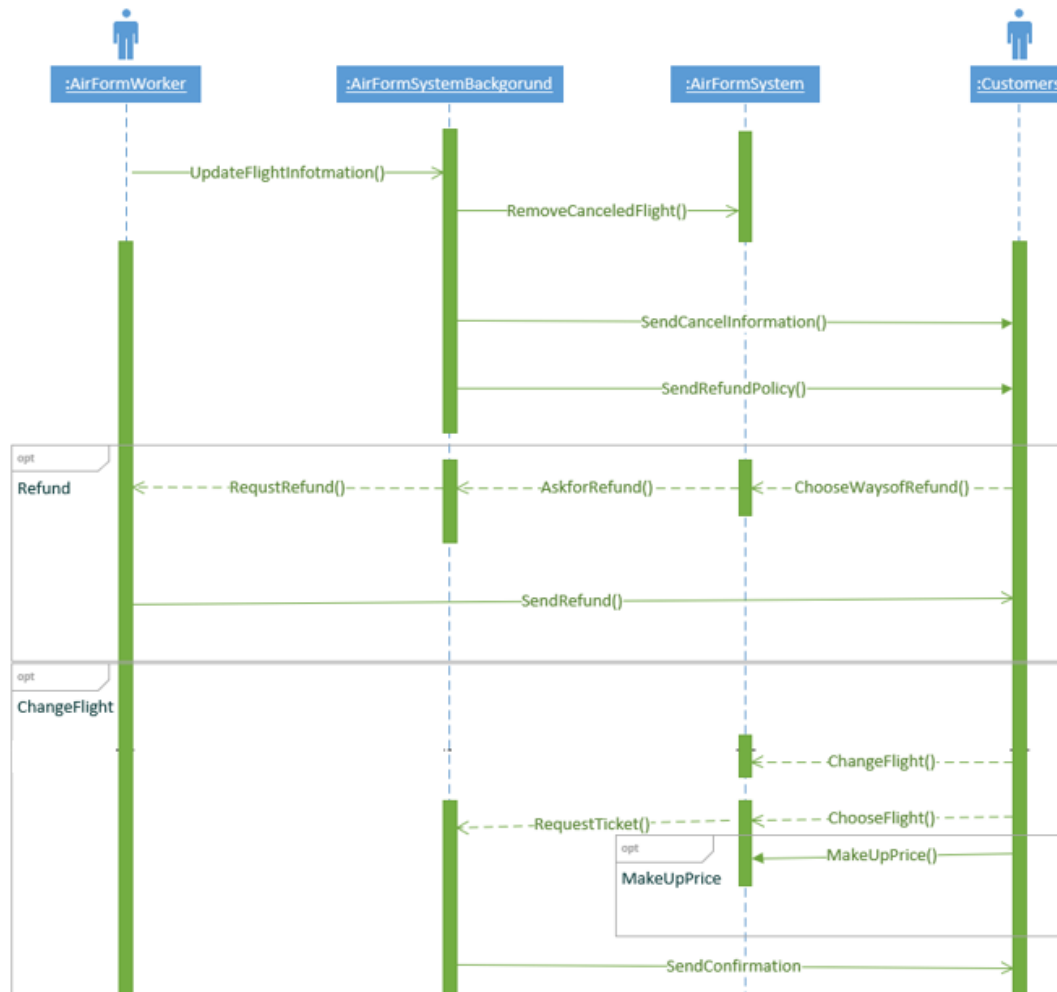 :AirFormWorker
:AirFormSystemBackgorund
:AirFormSystem
:Customers
UpdateFlightInfotmation()
RemoveCanceledFlight()
SendCancelInformation()
SendRefundPolicy()
opt
Refund
RequstRefund()
AskforRefund()
ChooseWaysofRefund()
SendRefund()
opt
ChangeFlight
ChangeFlight()
ChooseFlight()
RequestTicket()
opt
MakeUpPrice()
MakeUpPrice
SendConfirmation